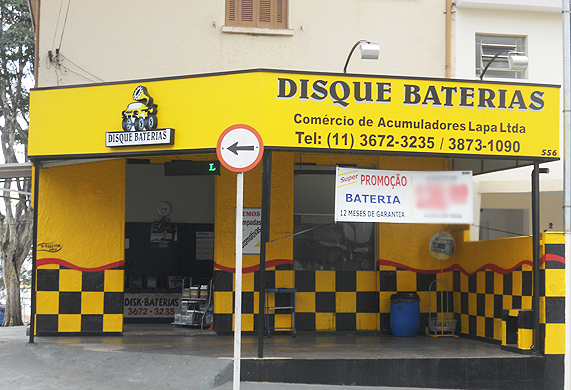 DISQUE BATERIAS
Comércio de Acumuladores Lapa Ltda
Tel: (11) 3672-3235 / 3873-1090
556
DISQUE BATERIAS
L
Super PROMOÇÃO
BATERIA
12 MESES DE GARANTIA
DISK-BATERIAS
3672-3235